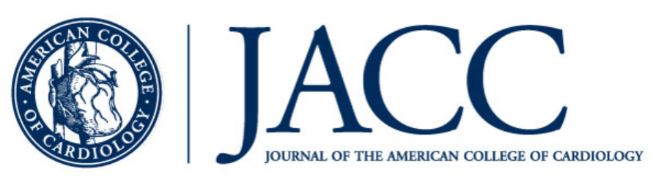 AMERICAN COLLEGE
OF CARDIOLOGY
JACC
JOURNAL OF THE AMERICAN COLLEGE OF CARDIOLOGY